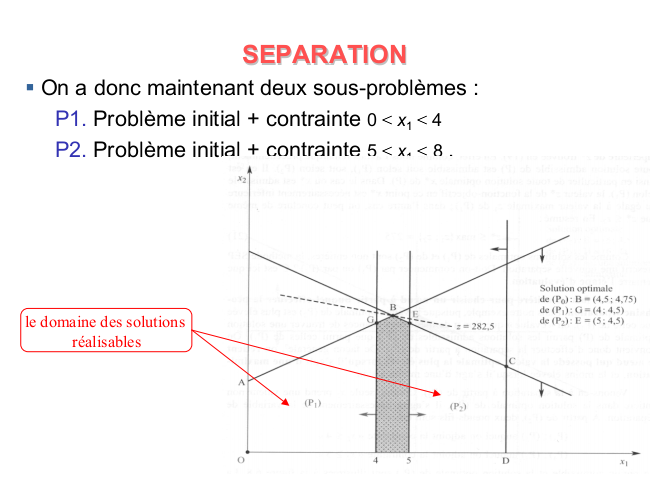 SEPARATION
▪ On a donc maintenant deux sous-problèmes :
P1. Problème initial + contrainte 0 < x₁ < 4
P2. Problème initial + contrainte 5 < x₁ < 8 .
x₂
Solution optimale
de (P₀) : B = (4,5 ; 4,75)
de (P₁) : G = (4 ; 4,5)
de (P₂) : E = (5 ; 4,5)
B
G
E
z = 282,5
le domaine des solutions
réalisables
C
A
(P₁)
(P₂)
O
4
5
D
x₁